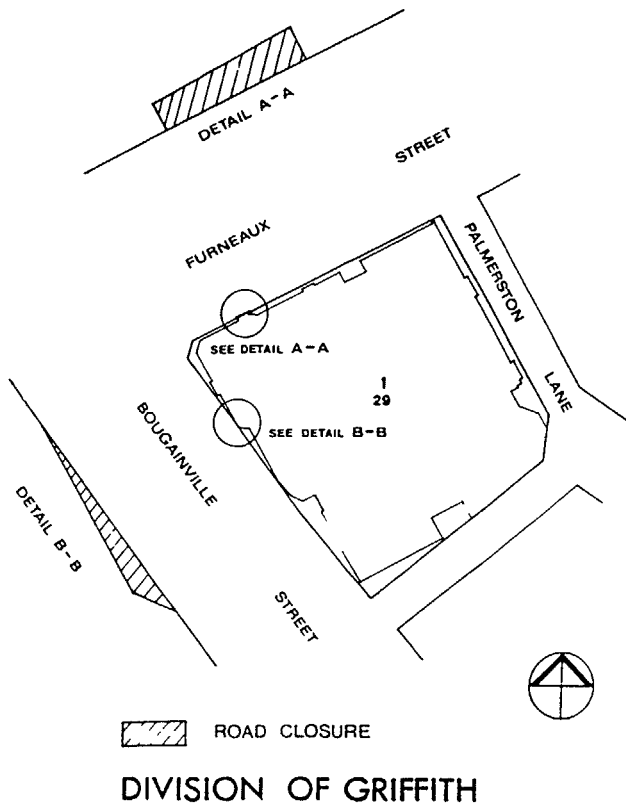 DETAIL A-A
STREET
FURNEAUX
PALMERSTON
SEE DETAIL A-A
1
29
LANE
BOUGAINVILLE
SEE DETAIL B-B
DETAIL B-B
STREET
ROAD CLOSURE
DIVISION OF GRIFFITH